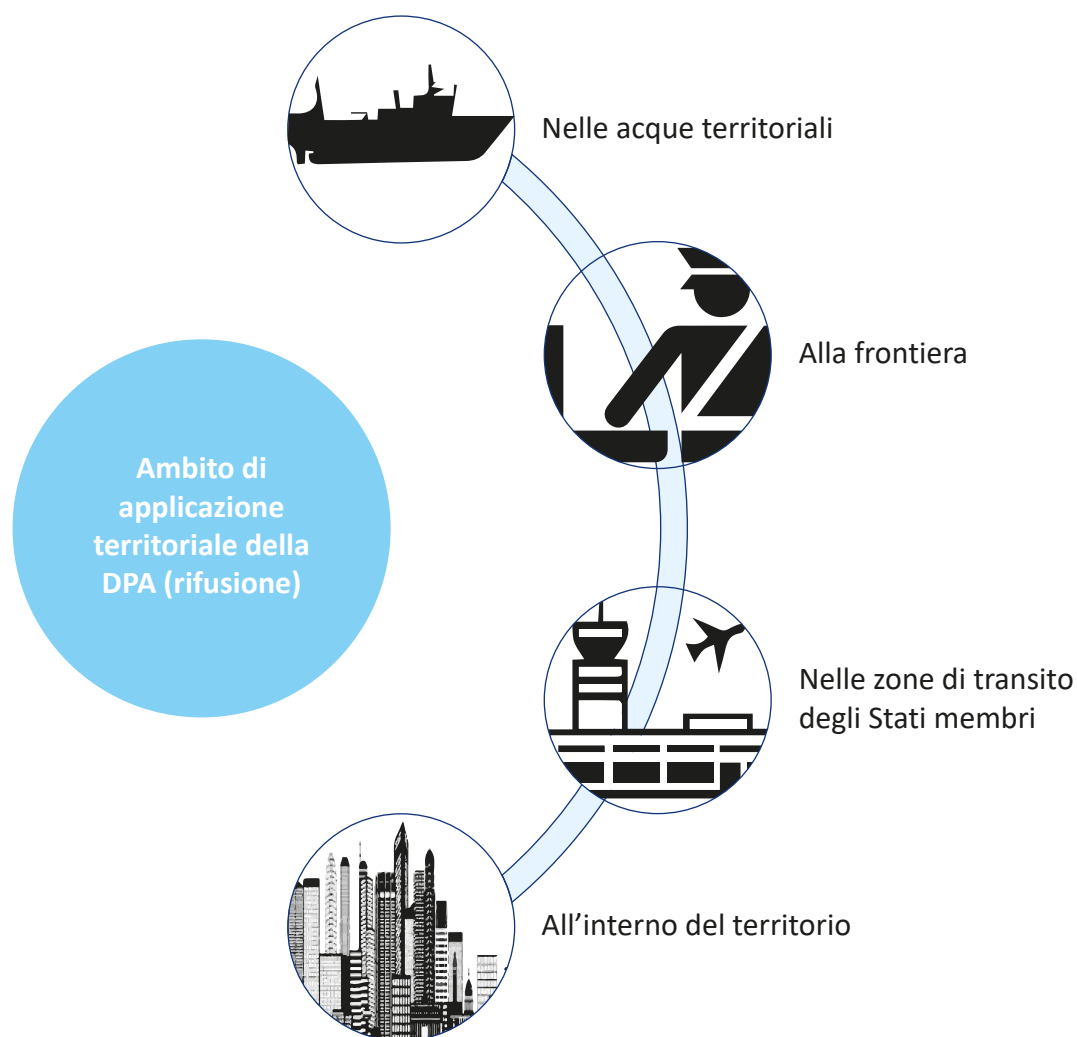 Nelle acque territoriali
Alla frontiera
Ambito di
applicazione
territoriale della
DPA (rifusione)
Nelle zone di transito
degli Stati membri
All’interno del territorio